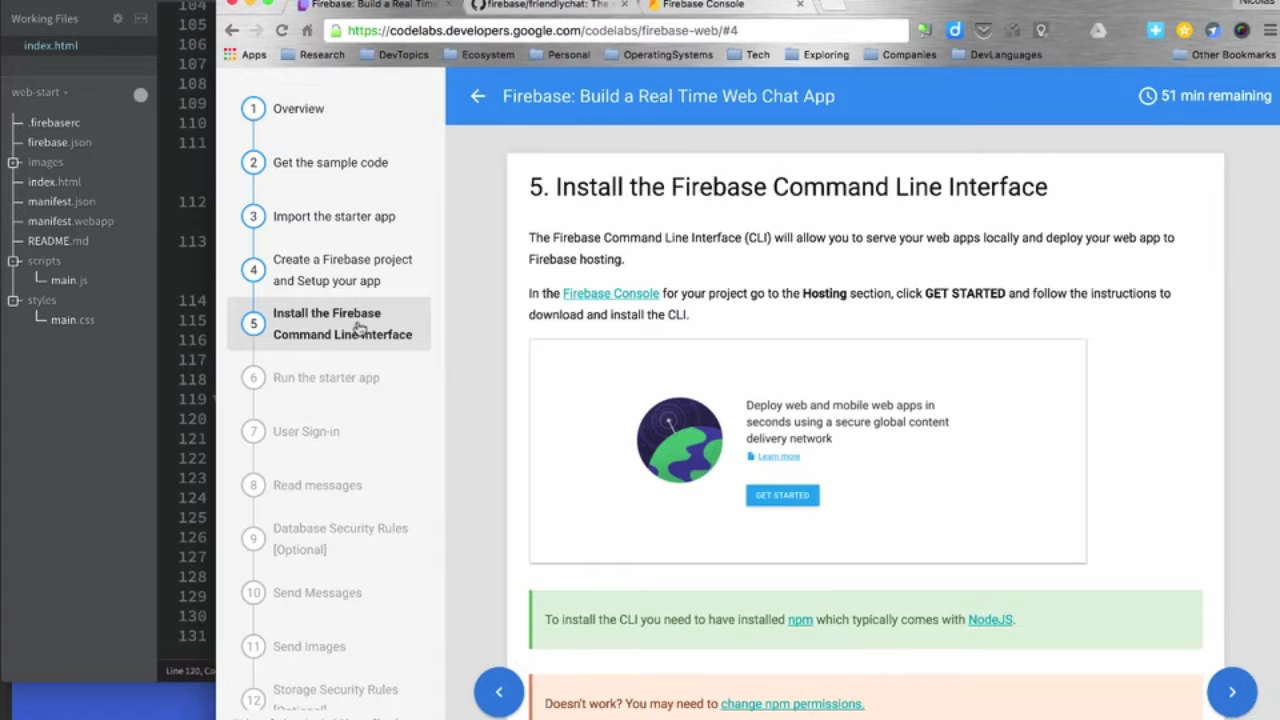 Working Files
index.html
web-start
.firebaserc
firebase.json
images
index.html
manifest.json
manifest.webapp
README.md
scripts
main.js
styles
main.css
104
105
106
107
108
109
110
111
112
113
114
115
116
117
118
119
120
121
122
123
124
125
126
127
128
129
130
131
Line 120, Co
Firebase: Build a Real Time
firebase/friendlychat: The
Firebase Console
Nicolas
https://codelabs.developers.google.com/codelabs/firebase-web/#4
Apps
Research
DevTopics
Ecosystem
Personal
OperatingSystems
Tech
Exploring
Companies
DevLanguages
Other Bookmarks
Firebase: Build a Real Time Web Chat App
51 min remaining
1 Overview
2 Get the sample code
3 Import the starter app
4 Create a Firebase project
and Setup your app
5 Install the Firebase
Command Line Interface
6 Run the starter app
7 User Sign-in
8 Read messages
9 Database Security Rules
[Optional]
10 Send Messages
11 Send Images
12 Storage Security Rules
[Optional]
5. Install the Firebase Command Line Interface
The Firebase Command Line Interface (CLI) will allow you to serve your web apps locally and deploy your web app to
Firebase hosting.
In the Firebase Console for your project go to the Hosting section, click GET STARTED and follow the instructions to
download and install the CLI.
Deploy web and mobile web apps in
seconds using a secure global content
delivery network
Learn more
GET STARTED
To install the CLI you need to have installed npm which typically comes with NodeJS.
Doesn't work? You may need to change npm permissions.